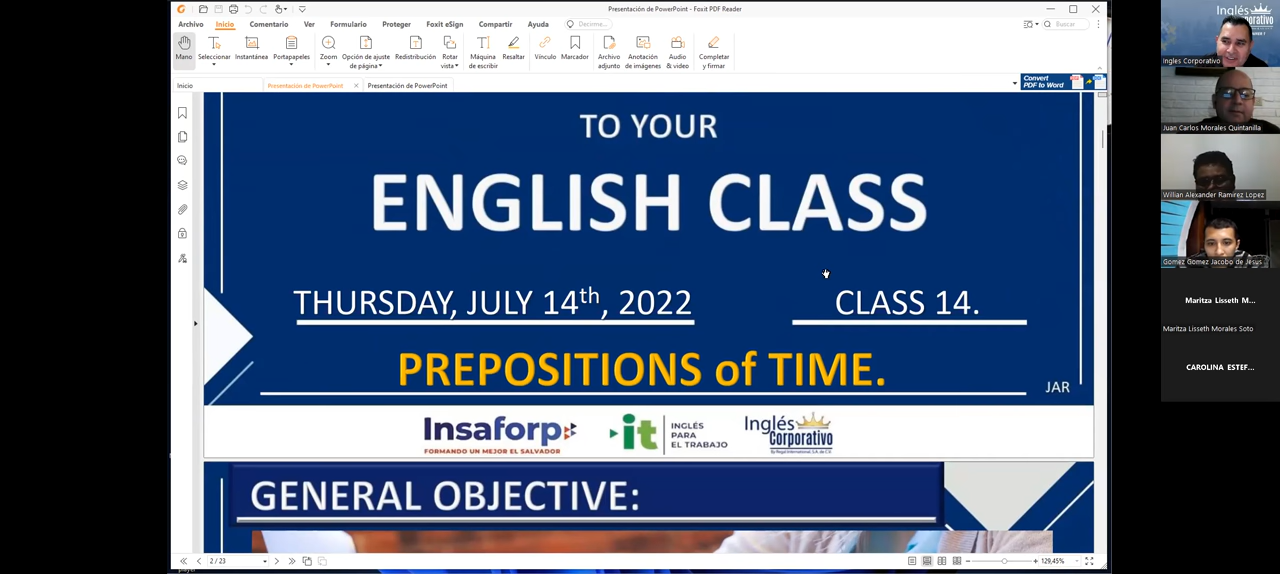 Presentación de PowerPoint - Foxit PDF Reader
Archivo Inicio Comentario Ver Formulario Proteger Foxit eSign Compartir Ayuda Decirme... Buscar
Mano Seleccionar Instantánea Portapapeles Zoom Opción de ajuste de página Redistribución Rotar vista Máquina de escribir Resaltar Vínculo Marcador Archivo adjunto Anotación de imágenes Audio & video Completar y firmar
Inicio Presentación de PowerPoint Presentación de PowerPoint
Convert PDF to Word
TO YOUR
ENGLISH CLASS
THURSDAY, JULY 14th, 2022 CLASS 14.
PREPOSITIONS of TIME.
JAR
Insaforp
FORMANDO UN MEJOR EL SALVADOR
it
INGLÉS
PARA
EL TRABAJO
Inglés
Corporativo
GENERAL OBJECTIVE:
2 / 23
129,45%
Inglés
Corporativo
Ingles Corporativo
Juan Carlos Morales Quintanilla
Willian Alexander Ramirez Lopez
Gomez Gomez Jacobo de Jesus
Maritza Lisseth M...
Maritza Lisseth Morales Soto
CAROLINA ESTEF...